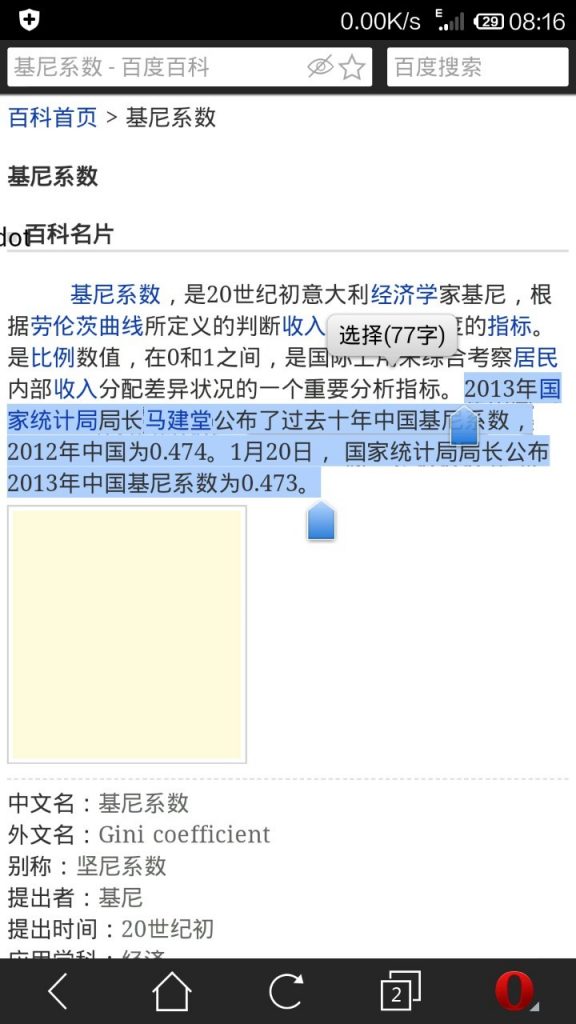 0.00K/s E 29 08:16
基尼系数 - 百度百科 百度搜索
百科首页 > 基尼系数
基尼系数
dot百科名片
基尼系数，是20世纪初意大利经济学家基尼，根
据劳伦茨曲线所定义的判断收入 的指标。
选择(77字)
是比例数值，在0和1之间，是国际上用来综合考察居民
内部收入分配差异状况的一个重要分析指标。2013年国
家统计局局长马建堂公布了过去十年中国基尼系数，
2012年中国为0.474。1月20日， 国家统计局局长公布
2013年中国基尼系数为0.473。
中文名：基尼系数
外文名：Gini coefficient
别称：坚尼系数
提出者：基尼
提出时间：20世纪初
应用学科：经济
2